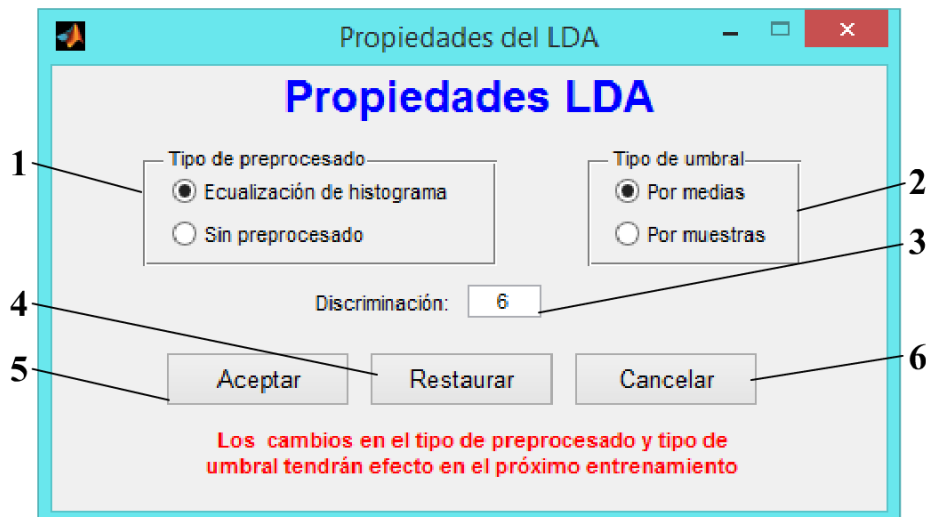 Propiedades del LDA
Propiedades LDA
1
Tipo de preprocesado
Ecualización de histograma
Sin preprocesado
Tipo de umbral
Por medias
Por muestras
2
3
Discriminación: 6
4
5
Aceptar Restaurar Cancelar
6
Los cambios en el tipo de preprocesado y tipo de
umbral tendrán efecto en el próximo entrenamiento